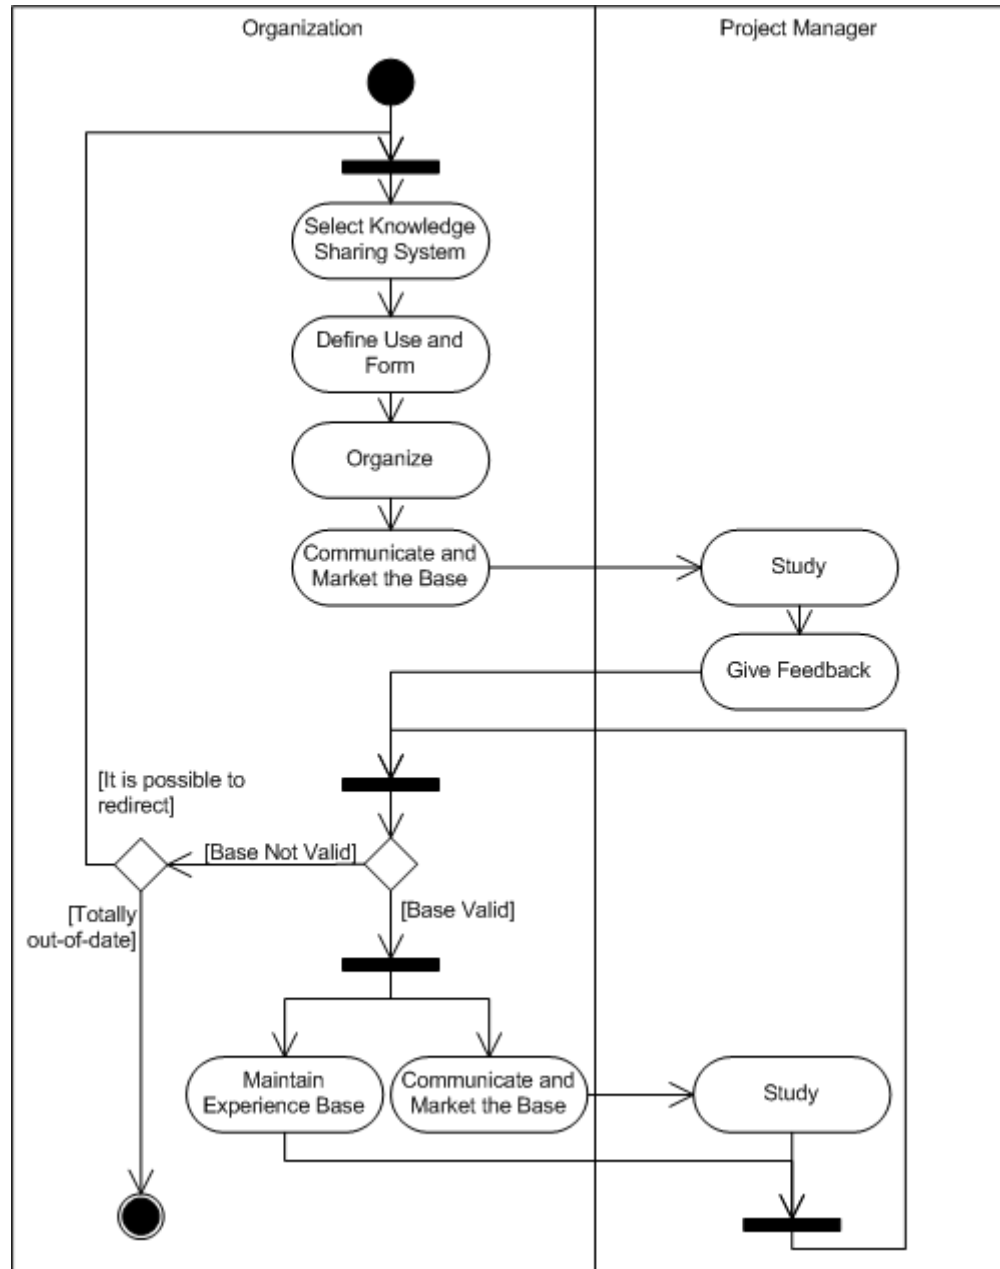 Organization
Project Manager
Select Knowledge
Sharing System
Define Use and
Form
Organize
Communicate and
Market the Base
Study
Give Feedback
[It is possible to
redirect]
[Base Not Valid]
[Totally
out-of-date]
[Base Valid]
Maintain
Experience Base
Communicate and
Market the Base
Study